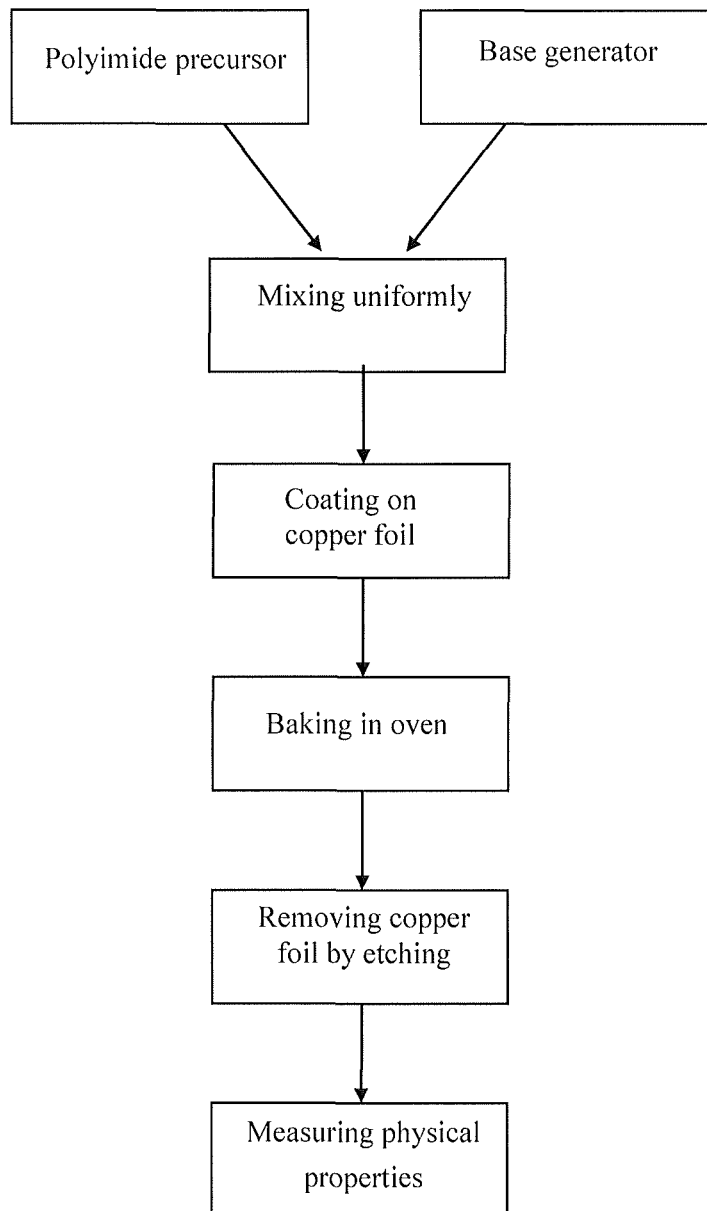 Polyimide precursor
Base generator
Mixing uniformly
Coating on
copper foil
Baking in oven
Removing copper
foil by etching
Measuring physical
properties